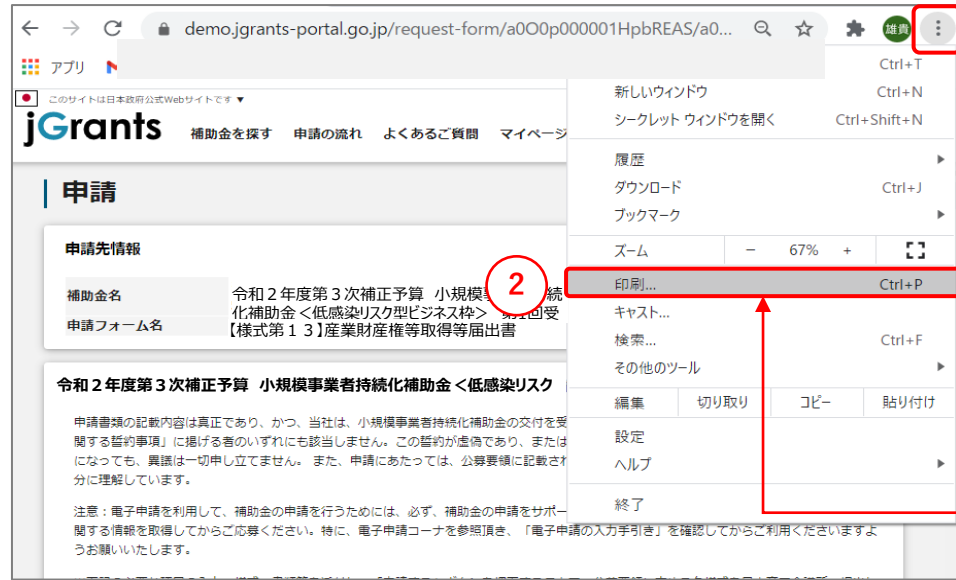 demo.jgrants-portal.go.jp/request-form/a0O0p000001HpbREAS/a0...
雄貴
アプリ
Ctrl+T
新しいウィンドウ Ctrl+N
シークレット ウィンドウを開く Ctrl+Shift+N
履歴
ダウンロード Ctrl+J
ブックマーク
ズーム − 67% +
印刷... Ctrl+P
キャスト...
検索... Ctrl+F
その他のツール
編集 切り取り コピー 貼り付け
設定
ヘルプ
終了
このサイトは日本政府公式Webサイトです ▼
jGrants 補助金を探す 申請の流れ よくあるご質問 マイページ
申請
申請先情報
補助金名 令和２年度第３次補正予算 小規模 続
化補助金＜低感染リスク型ビジネス枠＞ 回受
申請フォーム名 【様式第１３】産業財産権等取得等届出書
2
令和２年度第３次補正予算 小規模事業者持続化補助金＜低感染リスク
申請書類の記載内容は真正であり、かつ、当社は、小規模事業者持続化補助金の交付を受
関する誓約事項」に掲げる者のいずれにも該当しません。この誓約が虚偽であり、または
になっても、異議は一切申し立てません。 また、申請にあたっては、公募要領に記載され
分に理解しています。
注意：電子申請を利用して、補助金の申請を行うためには、必ず、補助金の申請をサポー
関する情報を取得してからご応募ください。特に、電子申請コーナーを参照頂き、「電子申請の入力手引き」を確認してからご利用くださいますよ
うお願いいたします。